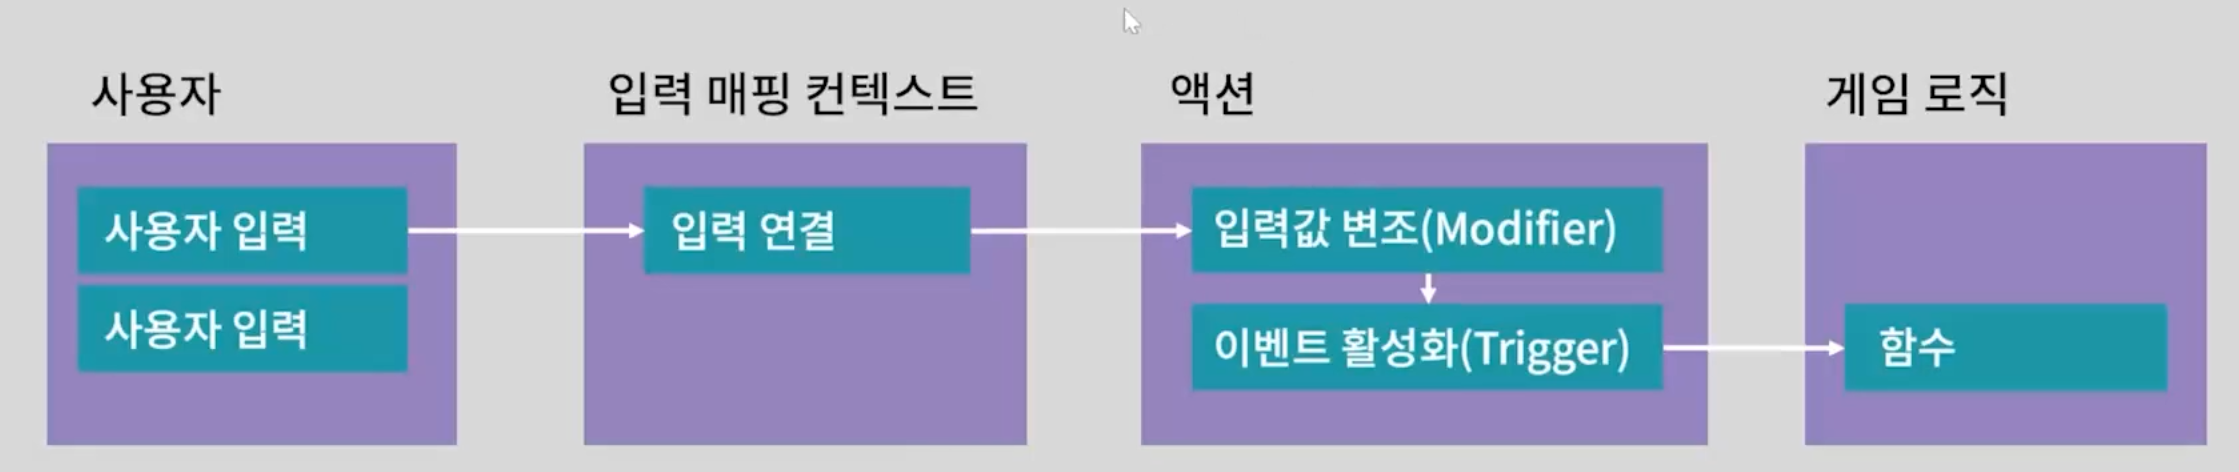 사용자
사용자 입력
사용자 입력
입력 매핑 컨텍스트
입력 연결
액션
입력값 변조(Modifier)
이벤트 활성화(Trigger)
게임 로직
함수